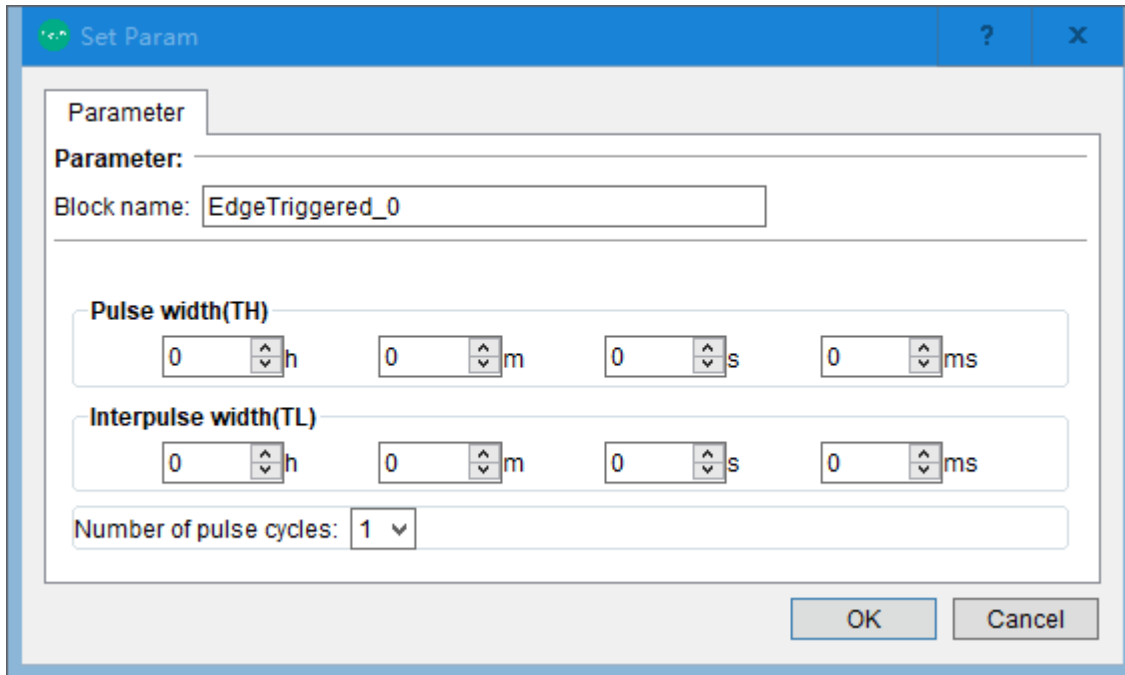 Set Param ? x
Parameter
Parameter:
Block name: EdgeTriggered_0
Pulse width(TH)
0 h 0 m 0 s 0 ms
Interpulse width(TL)
0 h 0 m 0 s 0 ms
Number of pulse cycles: 1
OK Cancel